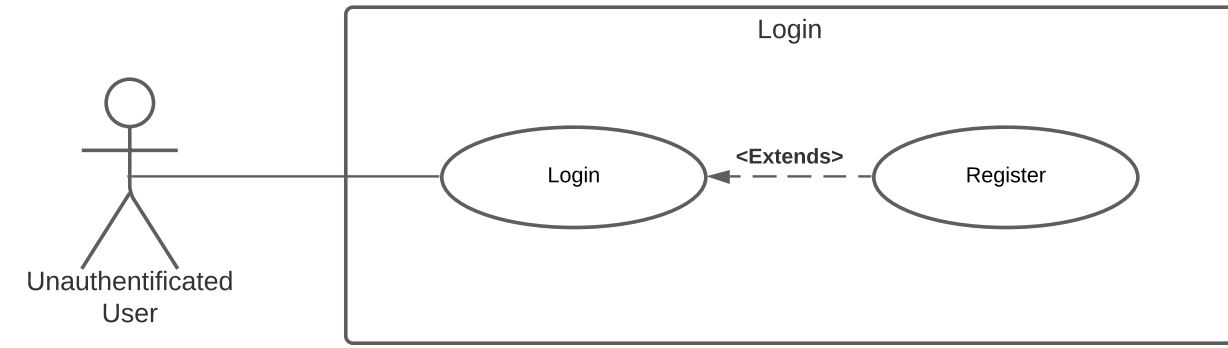 Login
Login
<Extends>
Register
Unauthentificated
User